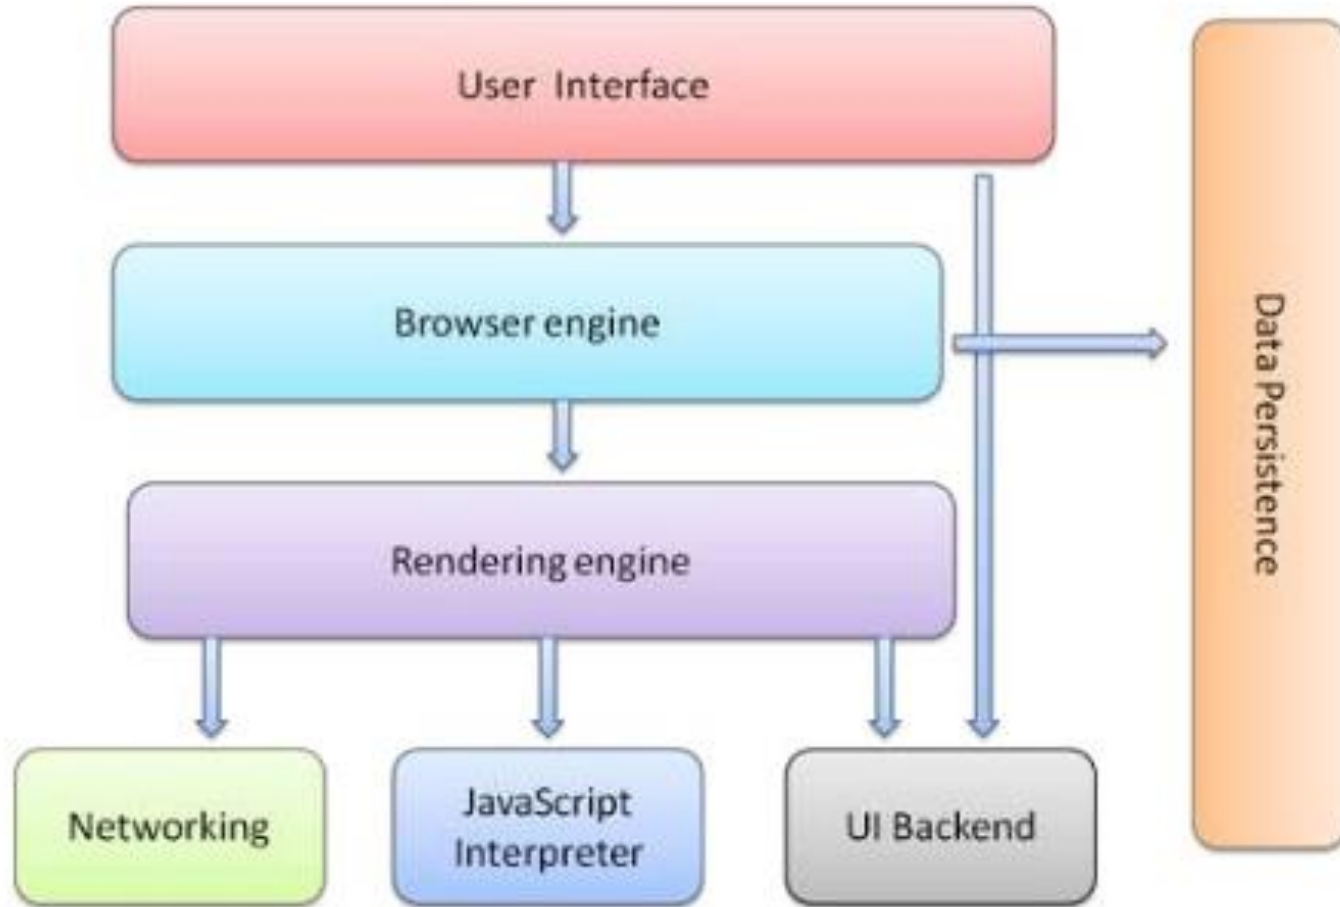 User Interface
Browser engine
Data Persistence
Rendering engine
Networking
JavaScript
Interpreter
UI Backend